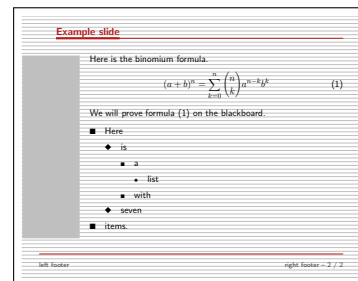 Example slide
Here is the binomium formula.
(a + b)^n = \sum_{k=0}^{n} \binom{n}{k} a^{n-k} b^k (1)
We will prove formula (1) on the blackboard.
■ Here
◆ is
■ a
• list
■ with
◆ seven
■ items.
left footer right footer – 2 / 2